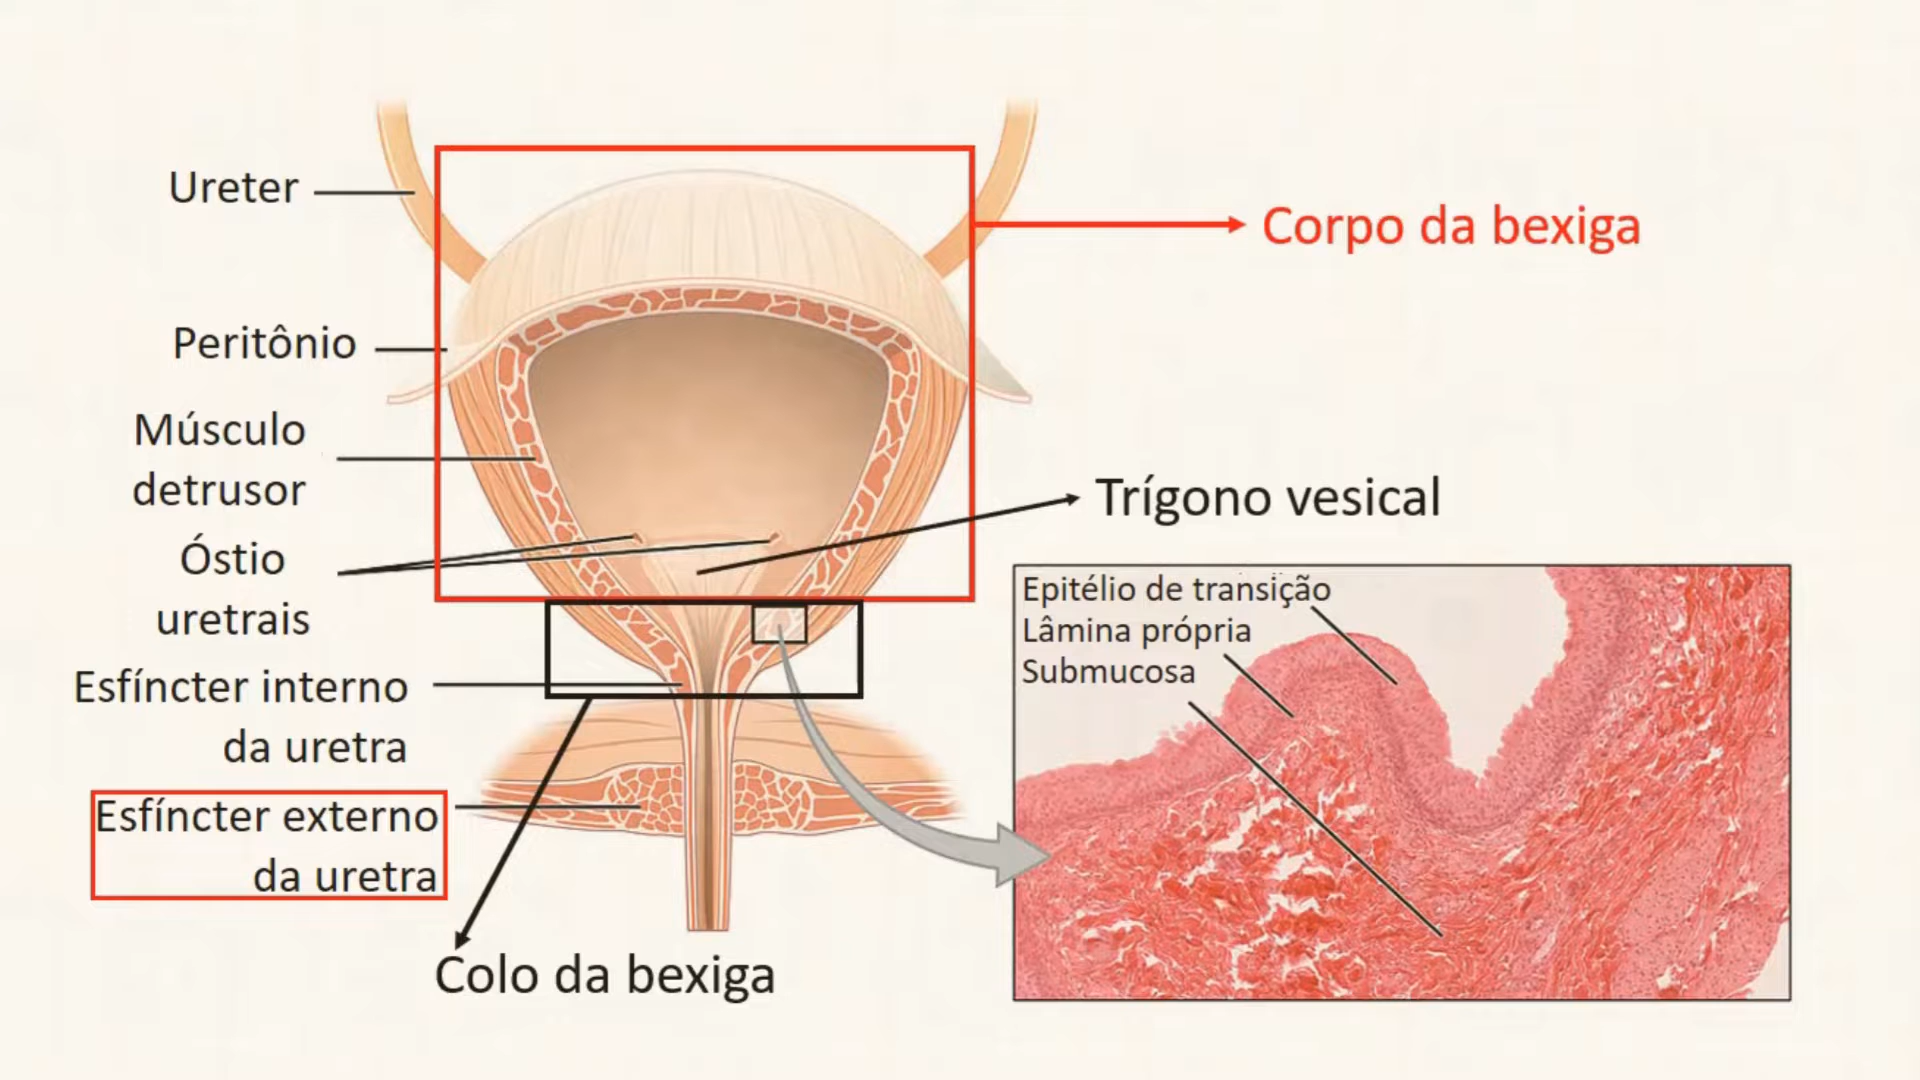 Ureter
Corpo da bexiga
Peritônio
Músculo
detrusor
Trígono vesical
Óstio
uretrais
Epitélio de transição
Lâmina própria
Submucosa
Esfíncter interno
da uretra
Esfíncter externo
da uretra
Colo da bexiga